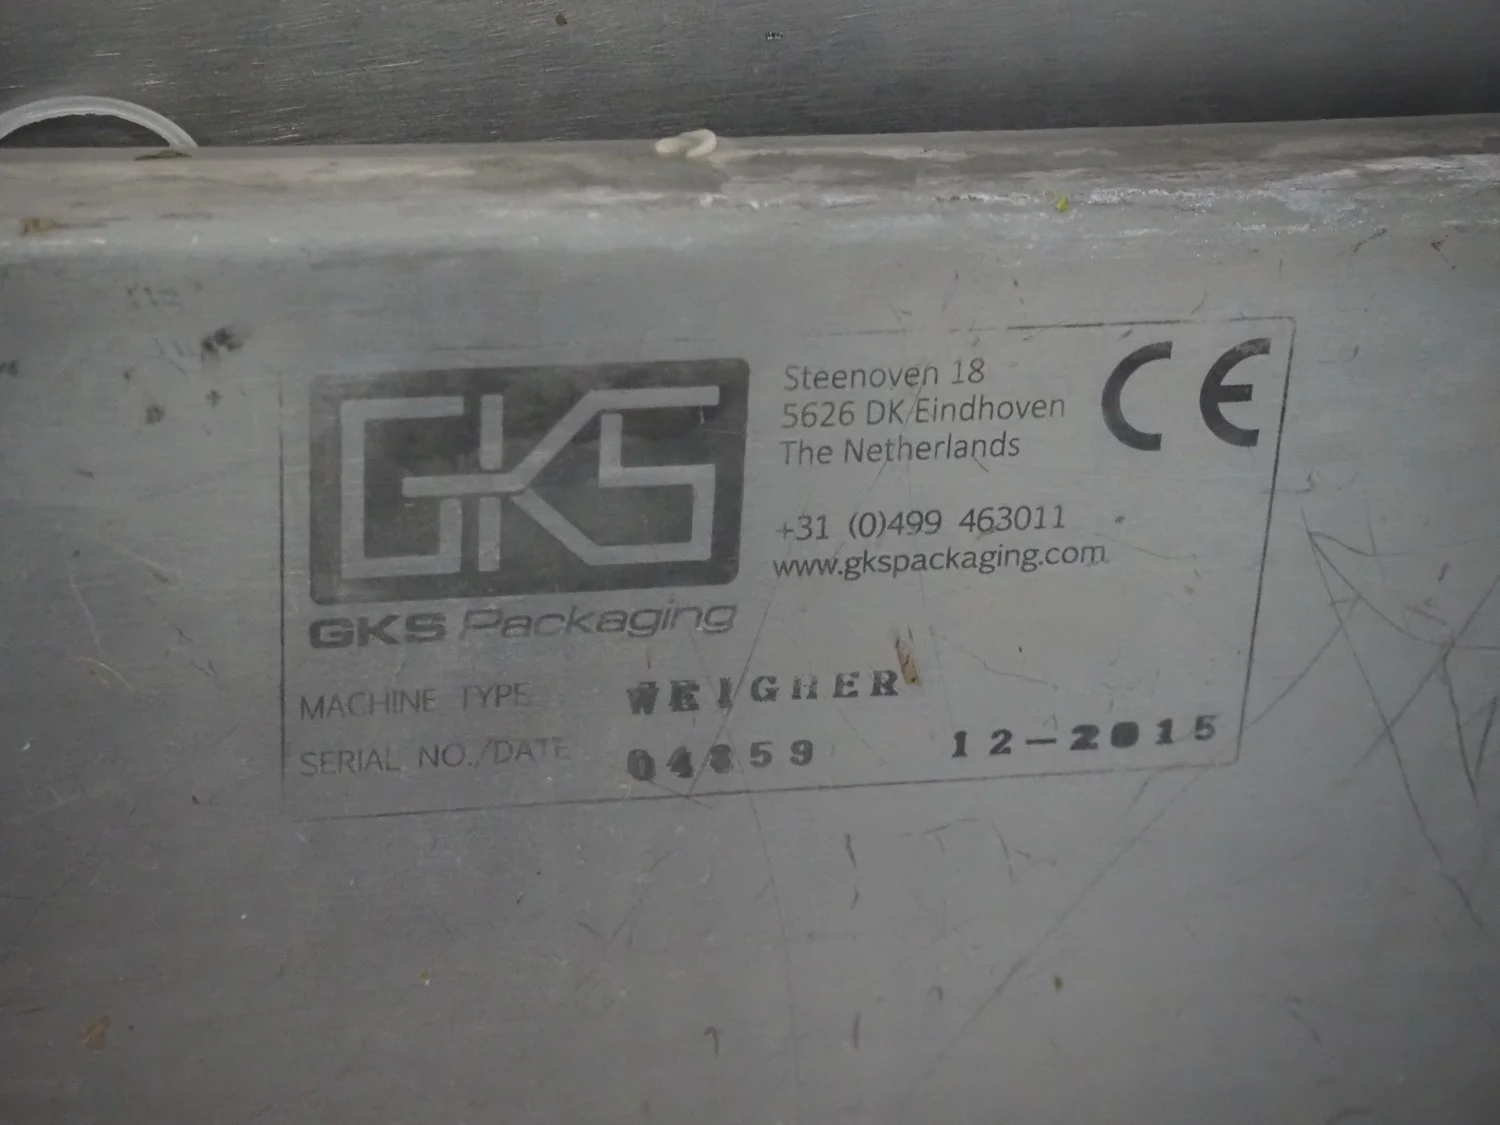 GKS
GKS Packaging
Steenoven 18
5626 DK Eindhoven
The Netherlands
+31 (0)499 463011
www.gkspackaging.com
CE
MACHINE TYPE WEIGHER
SERIAL NO./DATE 04859 12-2015